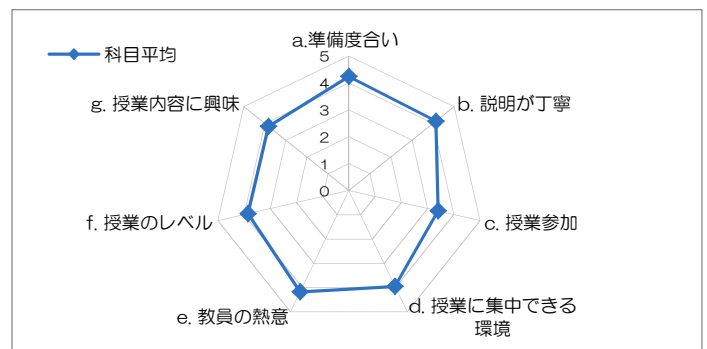 科目平均
a.準備度合い
b. 説明が丁寧
c. 授業参加
d. 授業に集中できる
環境
e. 教員の熱意
f. 授業のレベル
g. 授業内容に興味
5
4
3
2
1
0